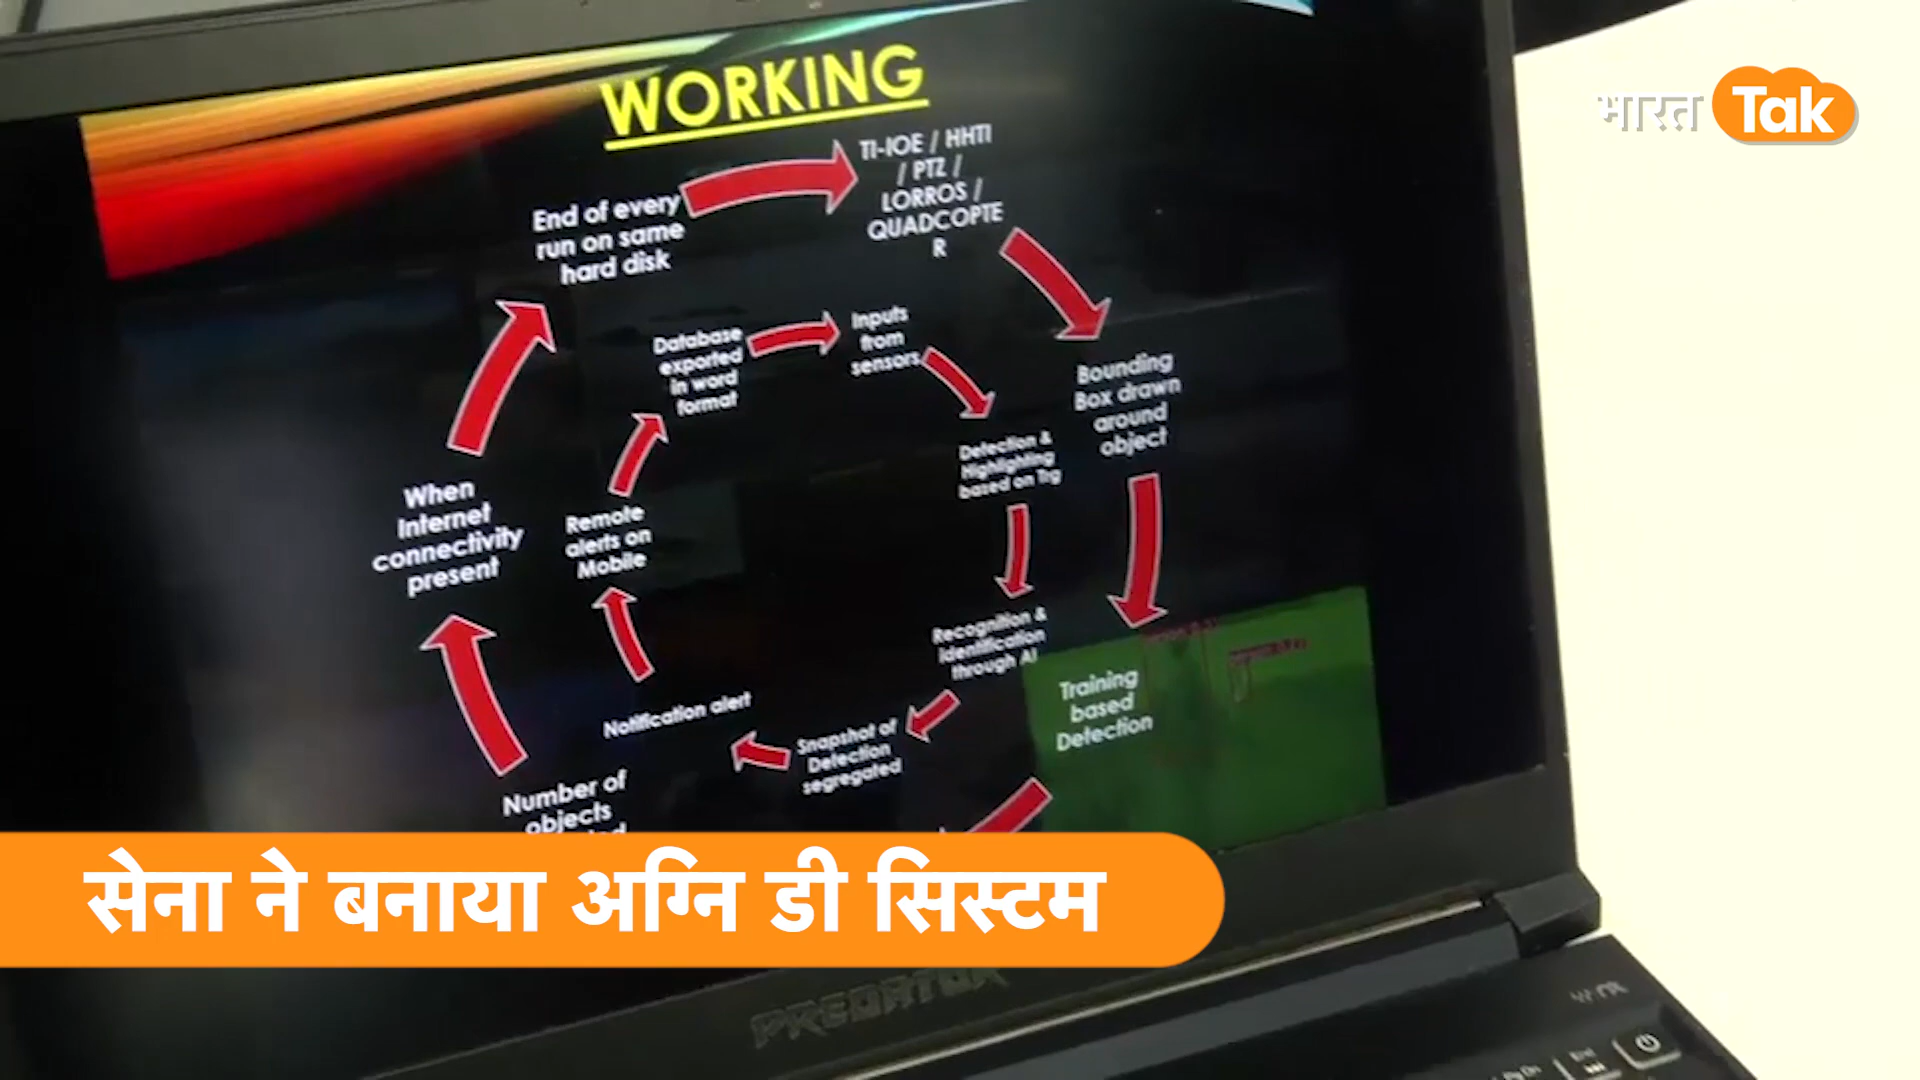 WORKING
भारत Tak
TI-IOE / HHTI
/ PTZ /
LORROS /
QUADCOPTE
R
End of every
run on same
hard disk
Inputs
from
sensors
Database
exported
in word
format
Bounding
Box drawn
around
object
Detection &
Highlighting
based on Trg
When
Internet
connectivity
present
Remote
alerts on
Mobile
Recognition &
Identification
through AI
Training
based
Detection
Notification alert
Snapshot of
Detection
segregated
Number of
objects
सेना ने बनाया अग्नि डी सिस्टम
PREDATOR